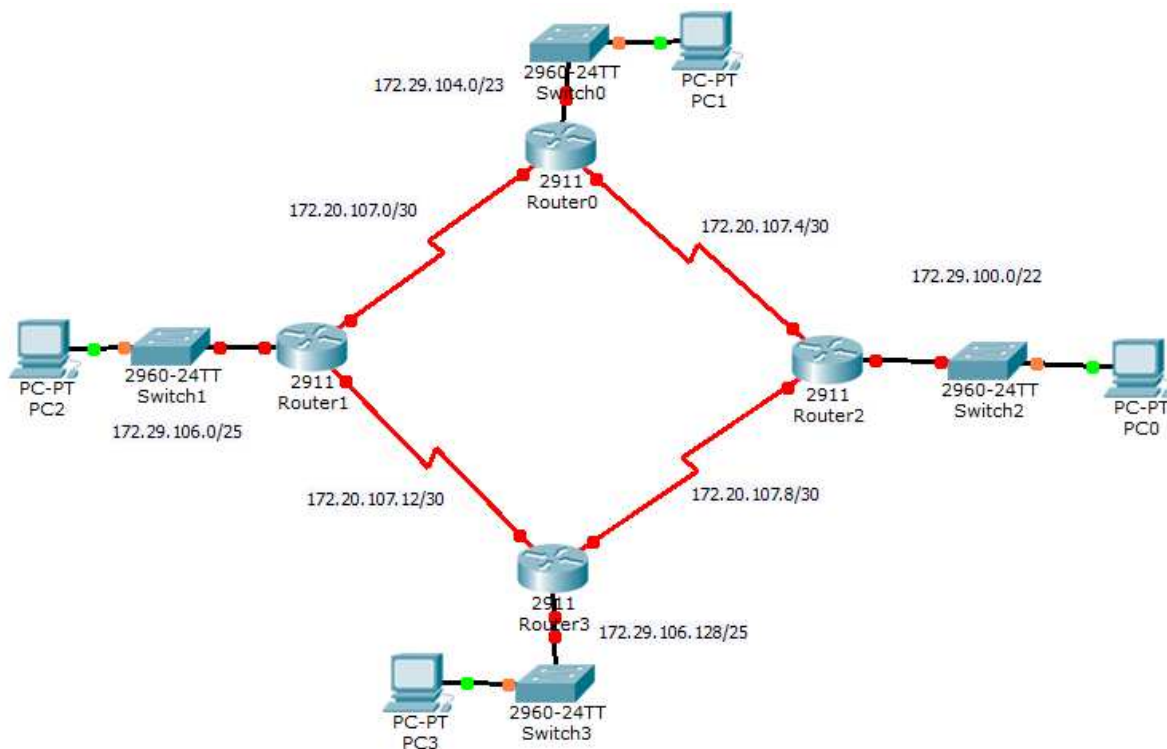 2960-24TT
Switch0
PC-PT
PC1
172.29.104.0/23
2911
Router0
172.20.107.0/30
172.20.107.4/30
172.29.100.0/22
PC-PT
PC2
2960-24TT
Switch1
2911
Router1
2911
Router2
2960-24TT
Switch2
PC-PT
PC0
172.29.106.0/25
172.20.107.12/30
172.20.107.8/30
2911
Router3
172.29.106.128/25
PC-PT
PC3
2960-24TT
Switch3